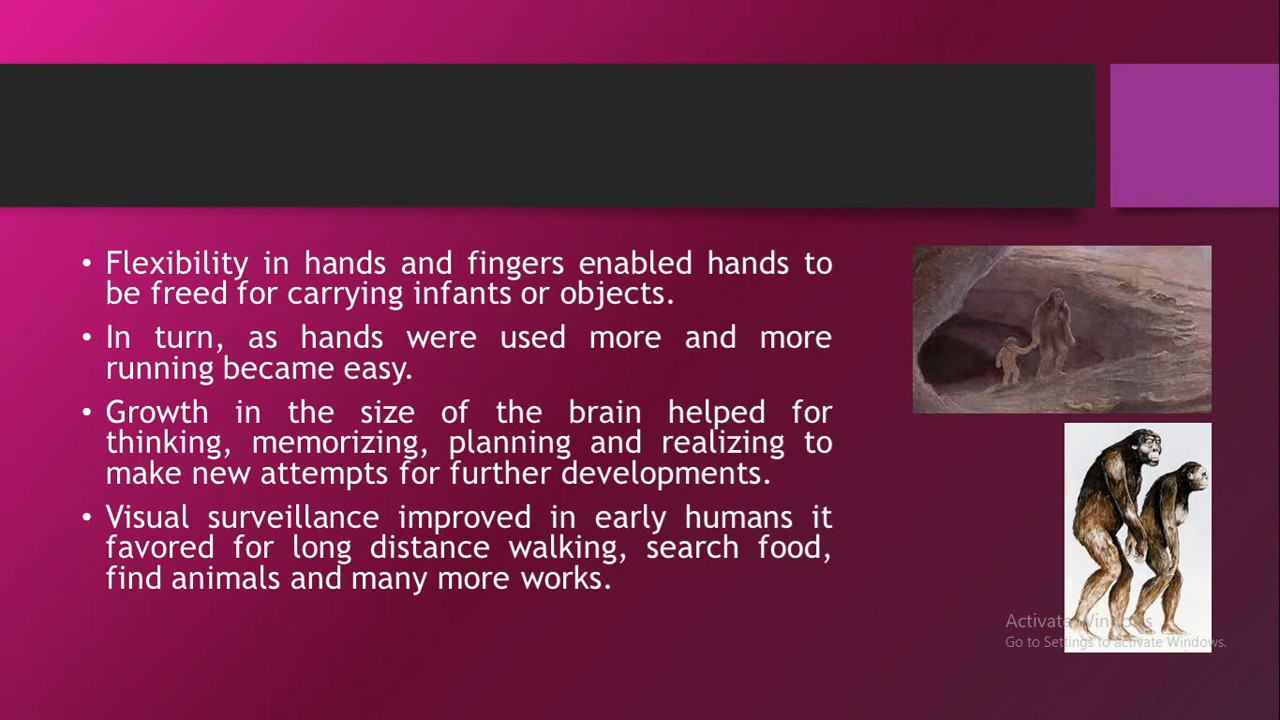 • Flexibility in hands and fingers enabled hands to
be freed for carrying infants or objects.
• In turn, as hands were used more and more
running became easy.
• Growth in the size of the brain helped for
thinking, memorizing, planning and realizing to
make new attempts for further developments.
• Visual surveillance improved in early humans it
favored for long distance walking, search food,
find animals and many more works.
Activate Windows
Go to Settings to activate Windows.